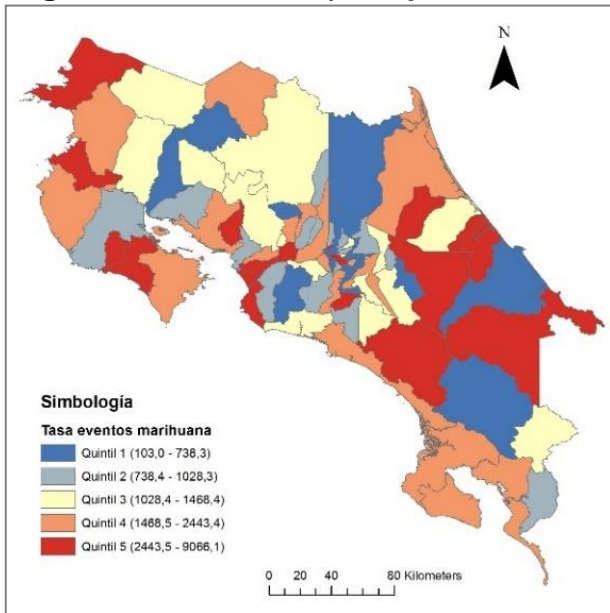 N
Simbología
Tasa eventos marihuana
Quintil 1 (103,0 - 738,3)
Quintil 2 (738,4 - 1028,3)
Quintil 3 (1028,4 - 1468,4)
Quintil 4 (1468,5 - 2443,4)
Quintil 5 (2443,5 - 9066,1)
0 20 40 80 Kilometers